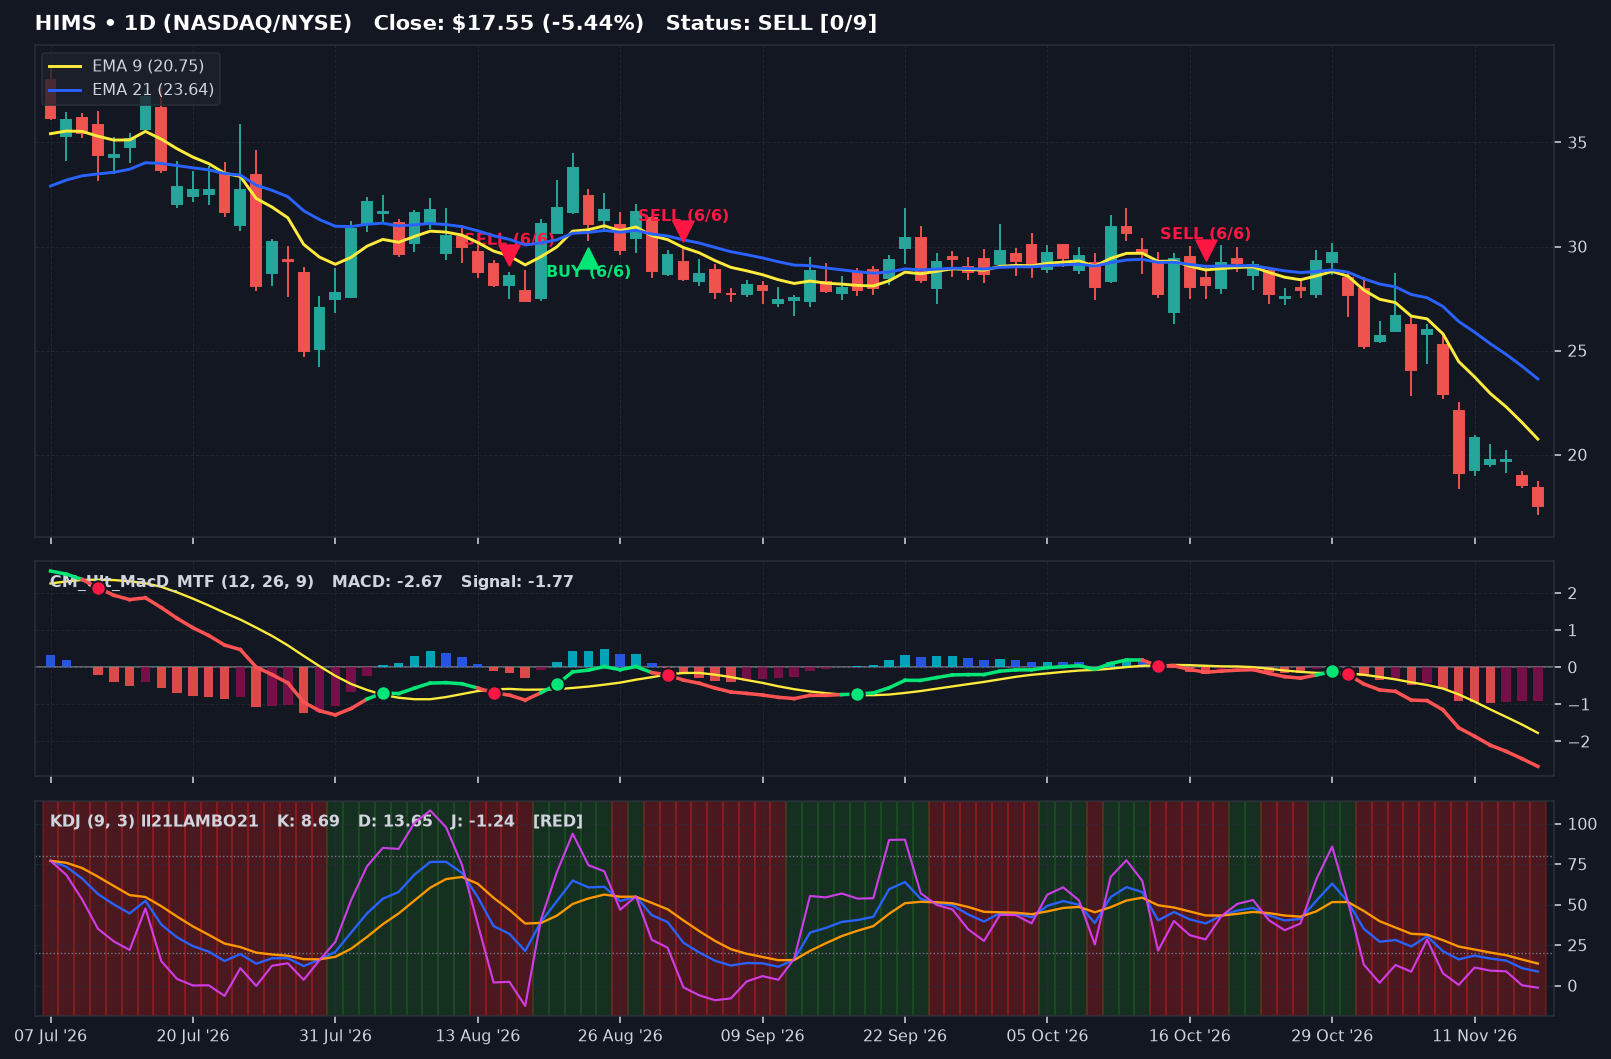 HIMS • 1D (NASDAQ/NYSE)   Close: $17.55 (-5.44%)   Status: SELL [0/9]
EMA 9 (20.75)
EMA 21 (23.64)
35
SELL (6/6)
SELL (6/6)
SELL (6/6)
30
BUY (6/6)
25
20
CM_Ult_MacD_MTF (12, 26, 9)   MACD: -2.67   Signal: -1.77
2
1
0
−1
−2
KDJ (9, 3) II21LAMBO21   K: 8.69   D: 13.65   J: -1.24   [RED]
100
75
50
25
0
07 Jul '26   20 Jul '26   31 Jul '26   13 Aug '26   26 Aug '26   09 Sep '26   22 Sep '26   05 Oct '26   16 Oct '26   29 Oct '26   11 Nov '26